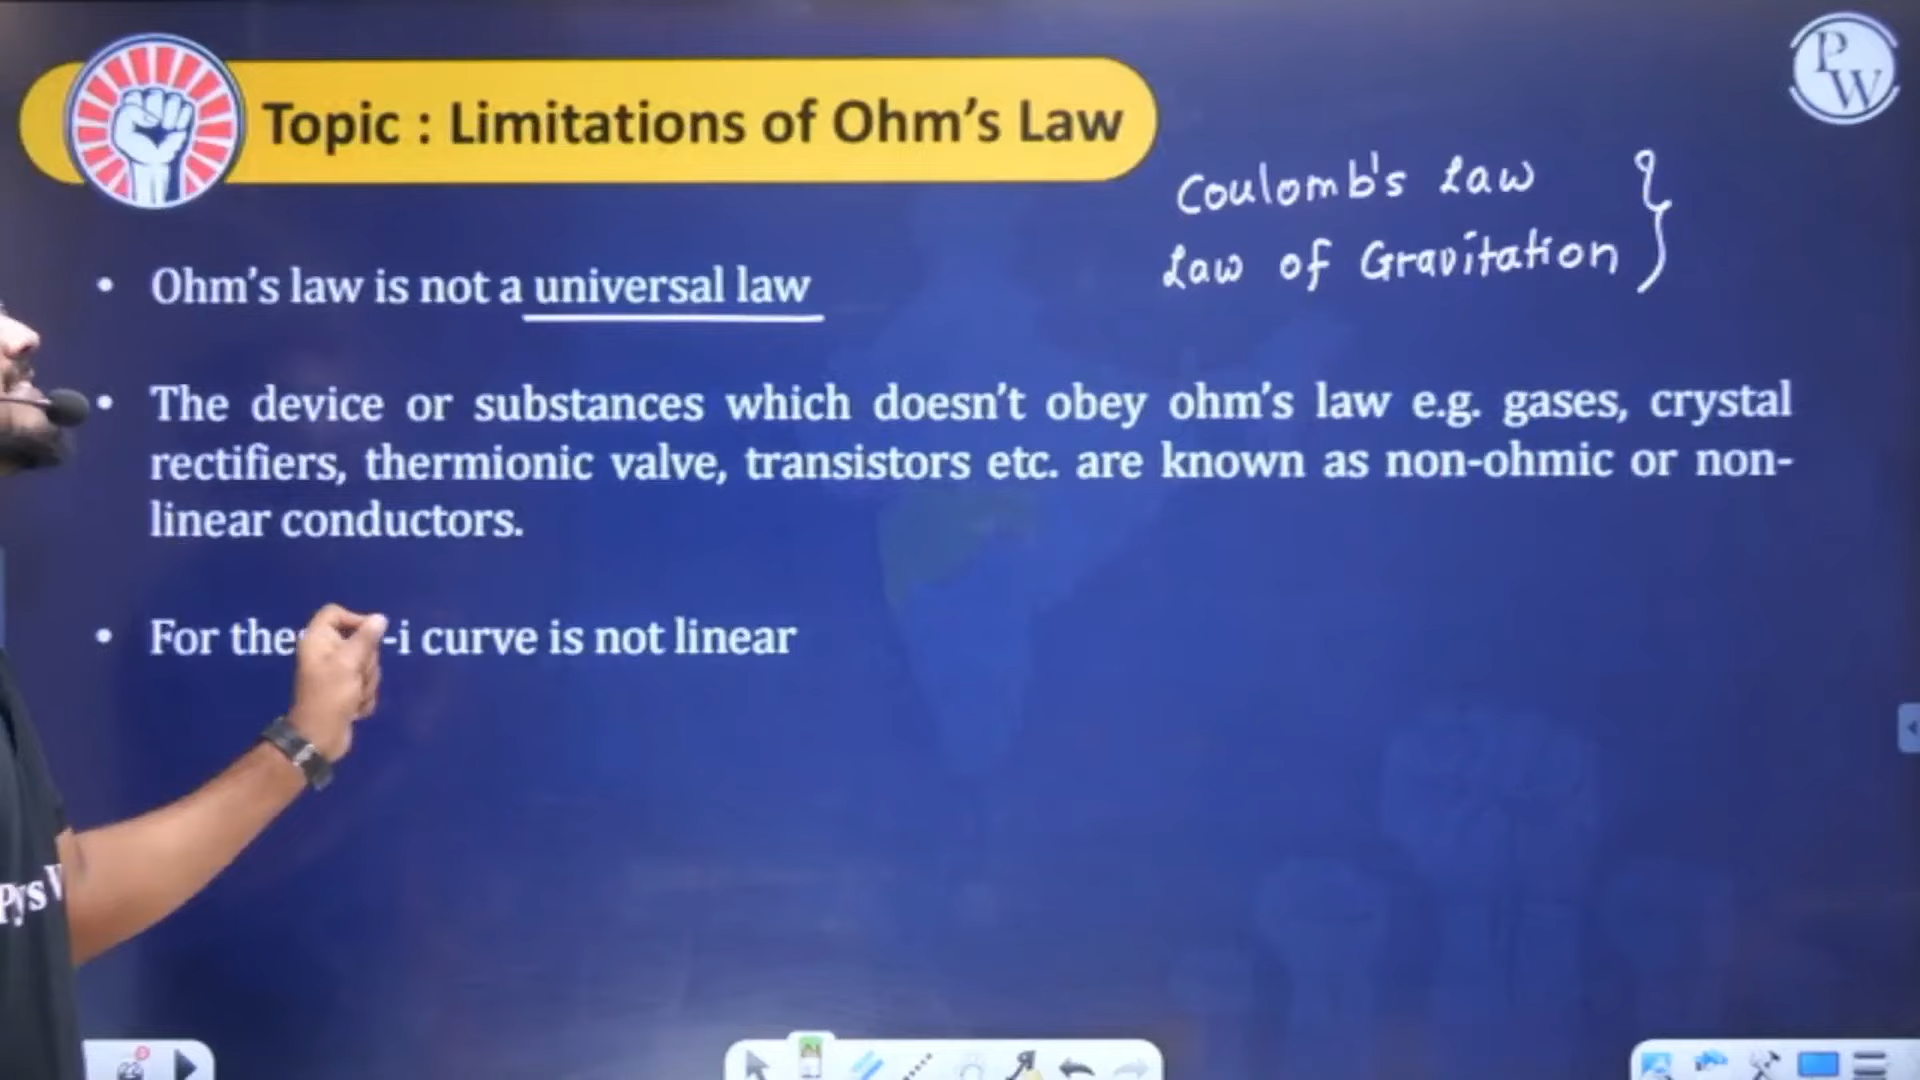 Topic : Limitations of Ohm's Law
P
W
Coulomb's Law
Law of Gravitation
• Ohm's law is not a universal law
• The device or substances which doesn't obey ohm's law e.g. gases, crystal
rectifiers, thermionic valve, transistors etc. are known as non-ohmic or non-
linear conductors.
• For -i curve is not linear